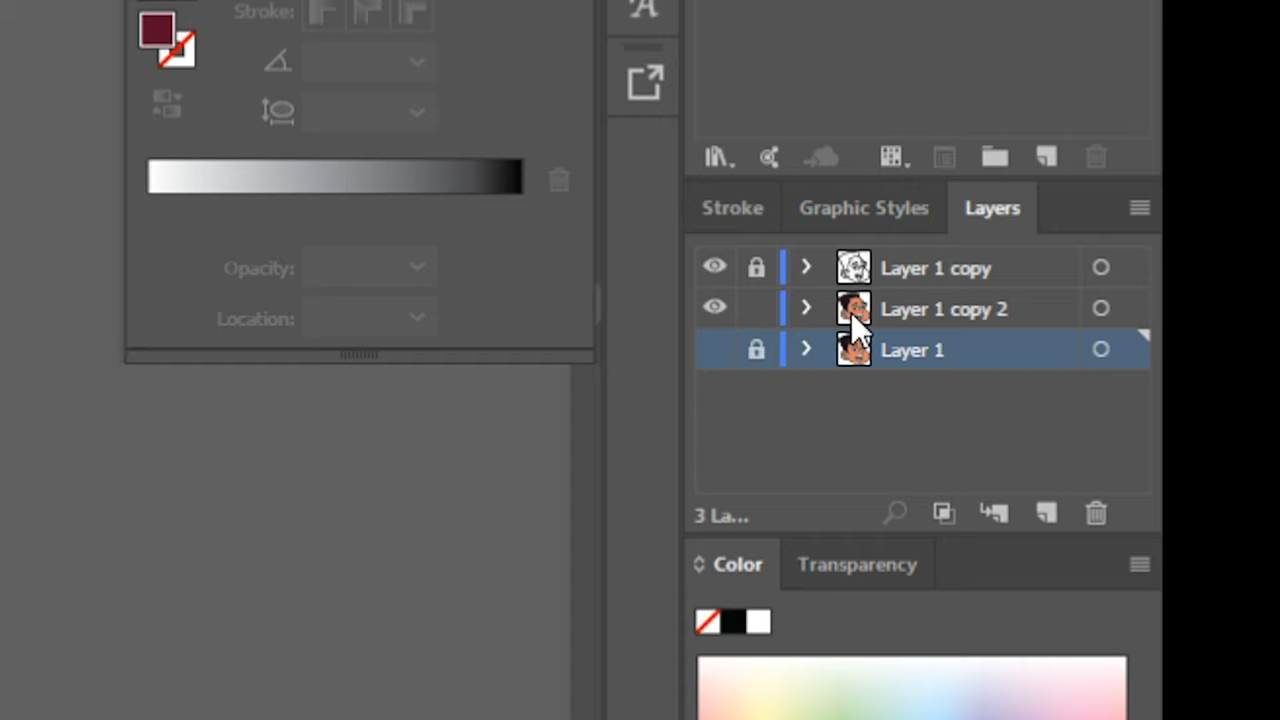 Stroke:
Opacity:
Location:
Stroke Graphic Styles Layers
Layer 1 copy
Layer 1 copy 2
Layer 1
3 La...
Color Transparency